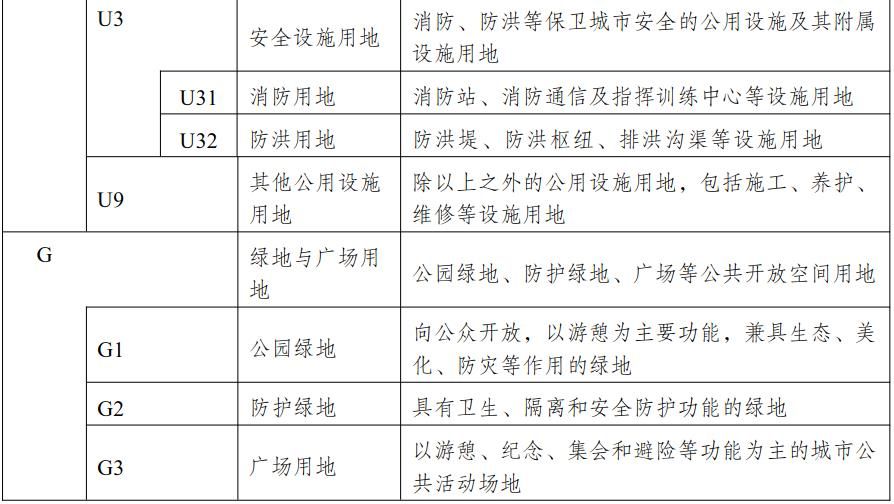 U3
安全设施用地
消防、防洪等保卫城市安全的公用设施及其附属
设施用地
U31
消防用地
消防站、消防通信及指挥训练中心等设施用地
U32
防洪用地
防洪堤、防洪枢纽、排洪沟渠等设施用地
U9
其他公用设施
用地
除以上之外的公用设施用地，包括施工、养护、
维修等设施用地
G
绿地与广场用
地
公园绿地、防护绿地、广场等公共开放空间用地
G1
公园绿地
向公众开放，以游憩为主要功能，兼具生态、美
化、防灾等作用的绿地
G2
防护绿地
具有卫生、隔离和安全防护功能的绿地
G3
广场用地
以游憩、纪念、集会和避险等功能为主的城市公
共活动场地